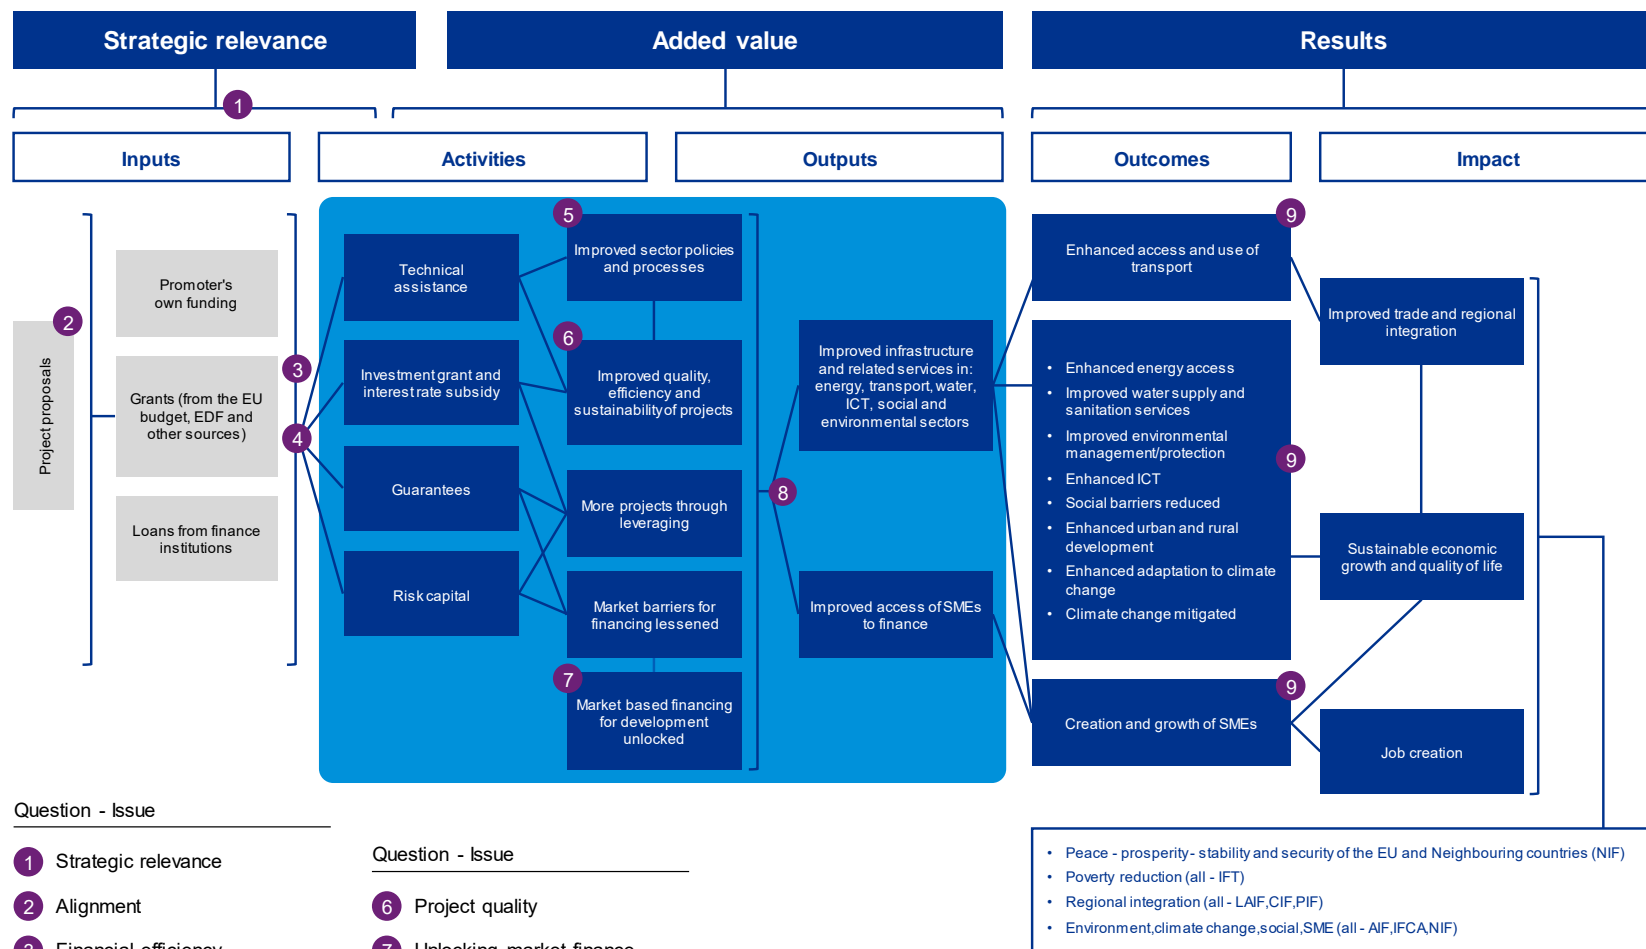 Strategic relevance
Added value
Results
1
Inputs
Activities
Outputs
Outcomes
Impact
2
Project proposals
Promoter's
own funding
Grants (from the EU
budget, EDF and
other sources)
Loans from finance
institutions
3
4
Technical
assistance
Investment grant and
interest rate subsidy
Guarantees
Risk capital
5
Improved sector policies
and processes
6
Improved quality,
efficiency and
sustainability of projects
More projects through
leveraging
Market barriers for
financing lessened
7
Market based financing
for development
unlocked
8
Improved infrastructure
and related services in:
energy, transport, water,
ICT, social and
environmental sectors
Improved access of SMEs
to finance
9
Enhanced access and use of
transport
• Enhanced energy access
• Improved water supply and
sanitation services
• Improved environmental
management/protection
• Enhanced ICT
• Social barriers reduced
• Enhanced urban and rural
development
• Enhanced adaptation to climate
change
• Climate change mitigated
9
9
Creation and growth of SMEs
Improved trade and regional
integration
Sustainable economic
growth and quality of life
Job creation
Question - Issue
1 Strategic relevance
2 Alignment
3 Financial efficiency
Question - Issue
6 Project quality
7 Unlocking market finance
• Peace - prosperity - stability and security of the EU and Neighbouring countries (NIF)
• Poverty reduction (all - IFT)
• Regional integration (all - LAIF,CIF,PIF)
• Environment,climate change,social,SME (all - AIF,IFCA,NIF)